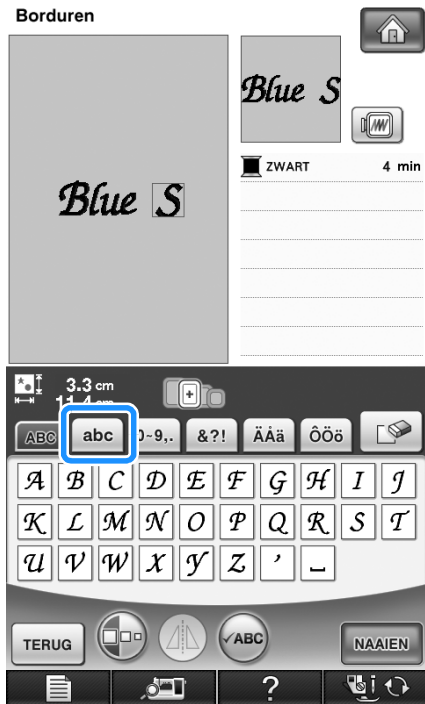 Borduren
Blue S
Blue S
ZWART 4 min
3.3 cm
11.4 cm
ABC abc 0~9,. &?! ÄÅä ÔÖö
A B C D E F G H I J
K L M N O P Q R S T
U V W X Y Z ’ ⎵
TERUG ABC NAAIEN
?